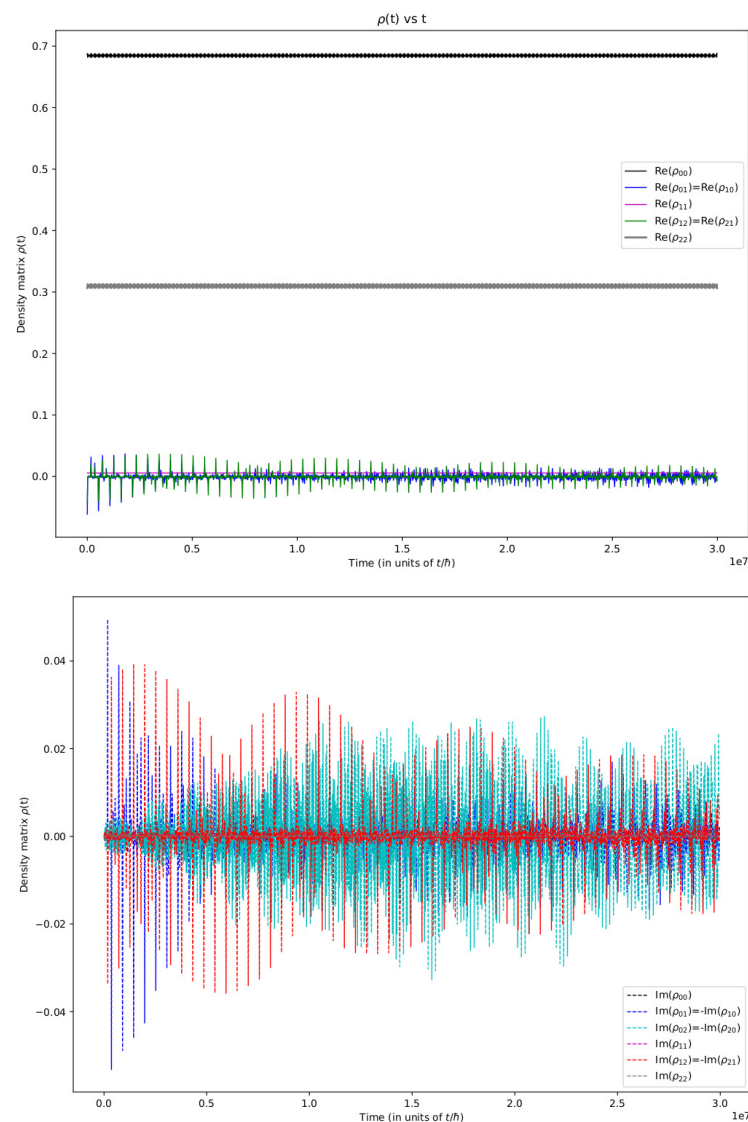 ρ(t) vs t
0.7
0.6
0.5
0.4
0.3
0.2
0.1
0.0
Density matrix ρ(t)
Re(ρ00)
Re(ρ01)=Re(ρ10)
Re(ρ11)
Re(ρ12)=Re(ρ21)
Re(ρ22)
0.0 0.5 1.0 1.5 2.0 2.5 3.0
1e7
Time (in units of t/ħ)
0.04
0.02
0.00
−0.02
−0.04
Density matrix ρ(t)
Im(ρ00)
Im(ρ01)=-Im(ρ10)
Im(ρ02)=-Im(ρ20)
Im(ρ11)
Im(ρ12)=-Im(ρ21)
Im(ρ22)
0.0 0.5 1.0 1.5 2.0 2.5 3.0
1e7
Time (in units of t/ħ)